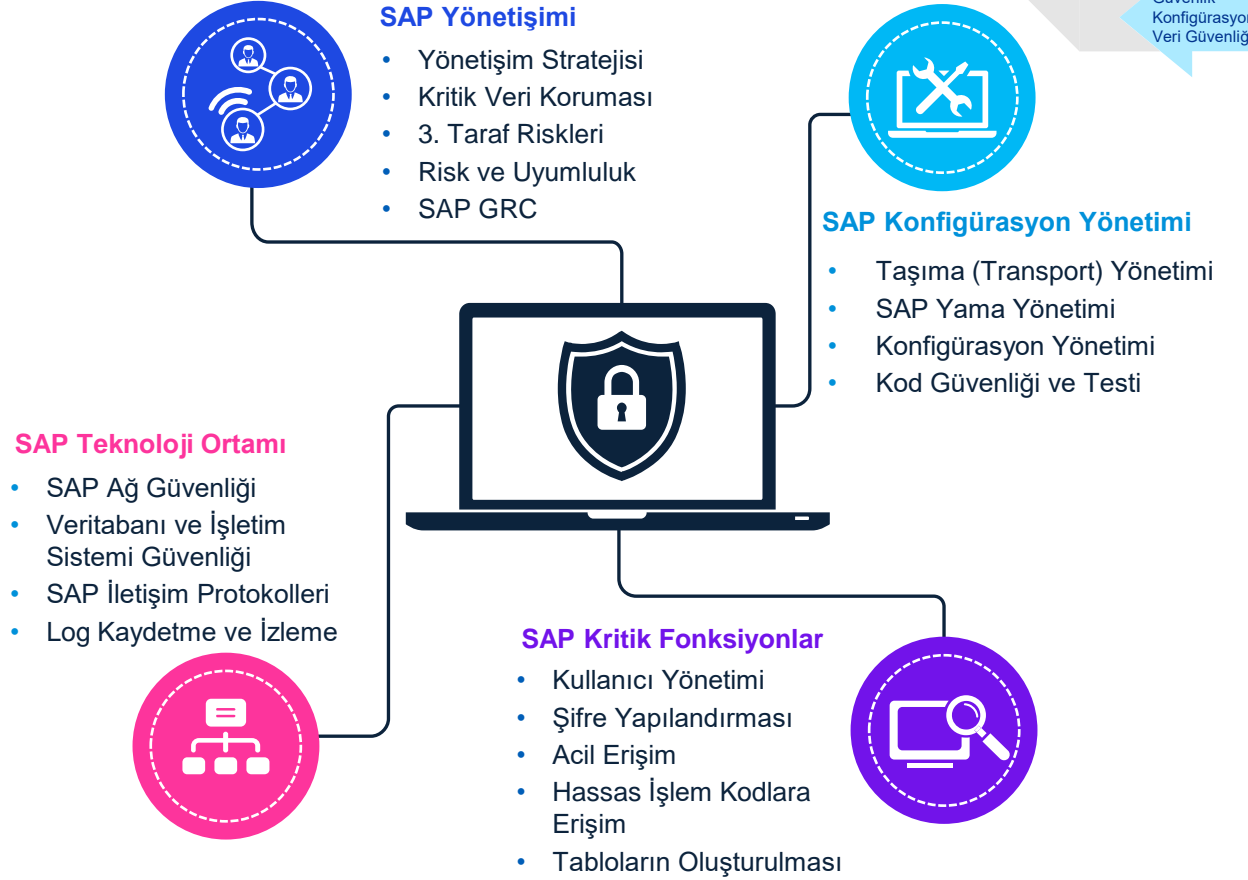 SAP Yönetişimi
• Yönetişim Stratejisi
• Kritik Veri Koruması
• 3. Taraf Riskleri
• Risk ve Uyumluluk
• SAP GRC
Konfigürasyon
Veri Güvenliğ
SAP Konfigürasyon Yönetimi
• Taşıma (Transport) Yönetimi
• SAP Yama Yönetimi
• Konfigürasyon Yönetimi
• Kod Güvenliği ve Testi
SAP Teknoloji Ortamı
• SAP Ağ Güvenliği
• Veritabanı ve İşletim
Sistemi Güvenliği
• SAP İletişim Protokolleri
• Log Kaydetme ve İzleme
SAP Kritik Fonksiyonlar
• Kullanıcı Yönetimi
• Şifre Yapılandırması
• Acil Erişim
• Hassas İşlem Kodlara
Erişim
• Tabloların Oluşturulması